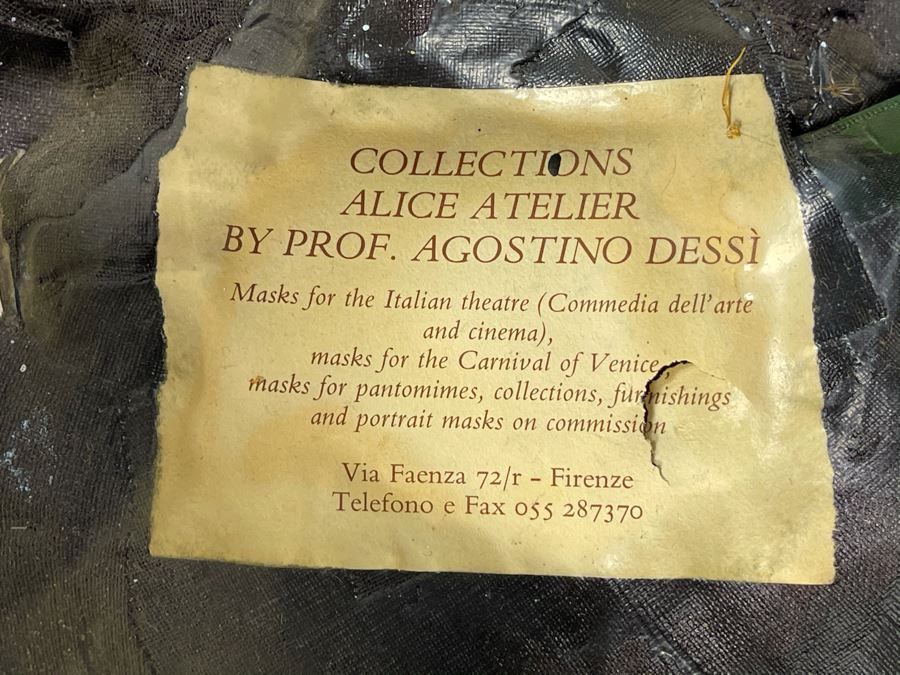 COLLECTIONS
ALICE ATELIER
BY PROF. AGOSTINO DESSÌ
Masks for the Italian theatre (Commedia dell'arte
and cinema),
masks for the Carnival of Venice,
masks for pantomimes, collections, furnishings
and portrait masks on commission
Via Faenza 72/r - Firenze
Telefono e Fax 055 287370